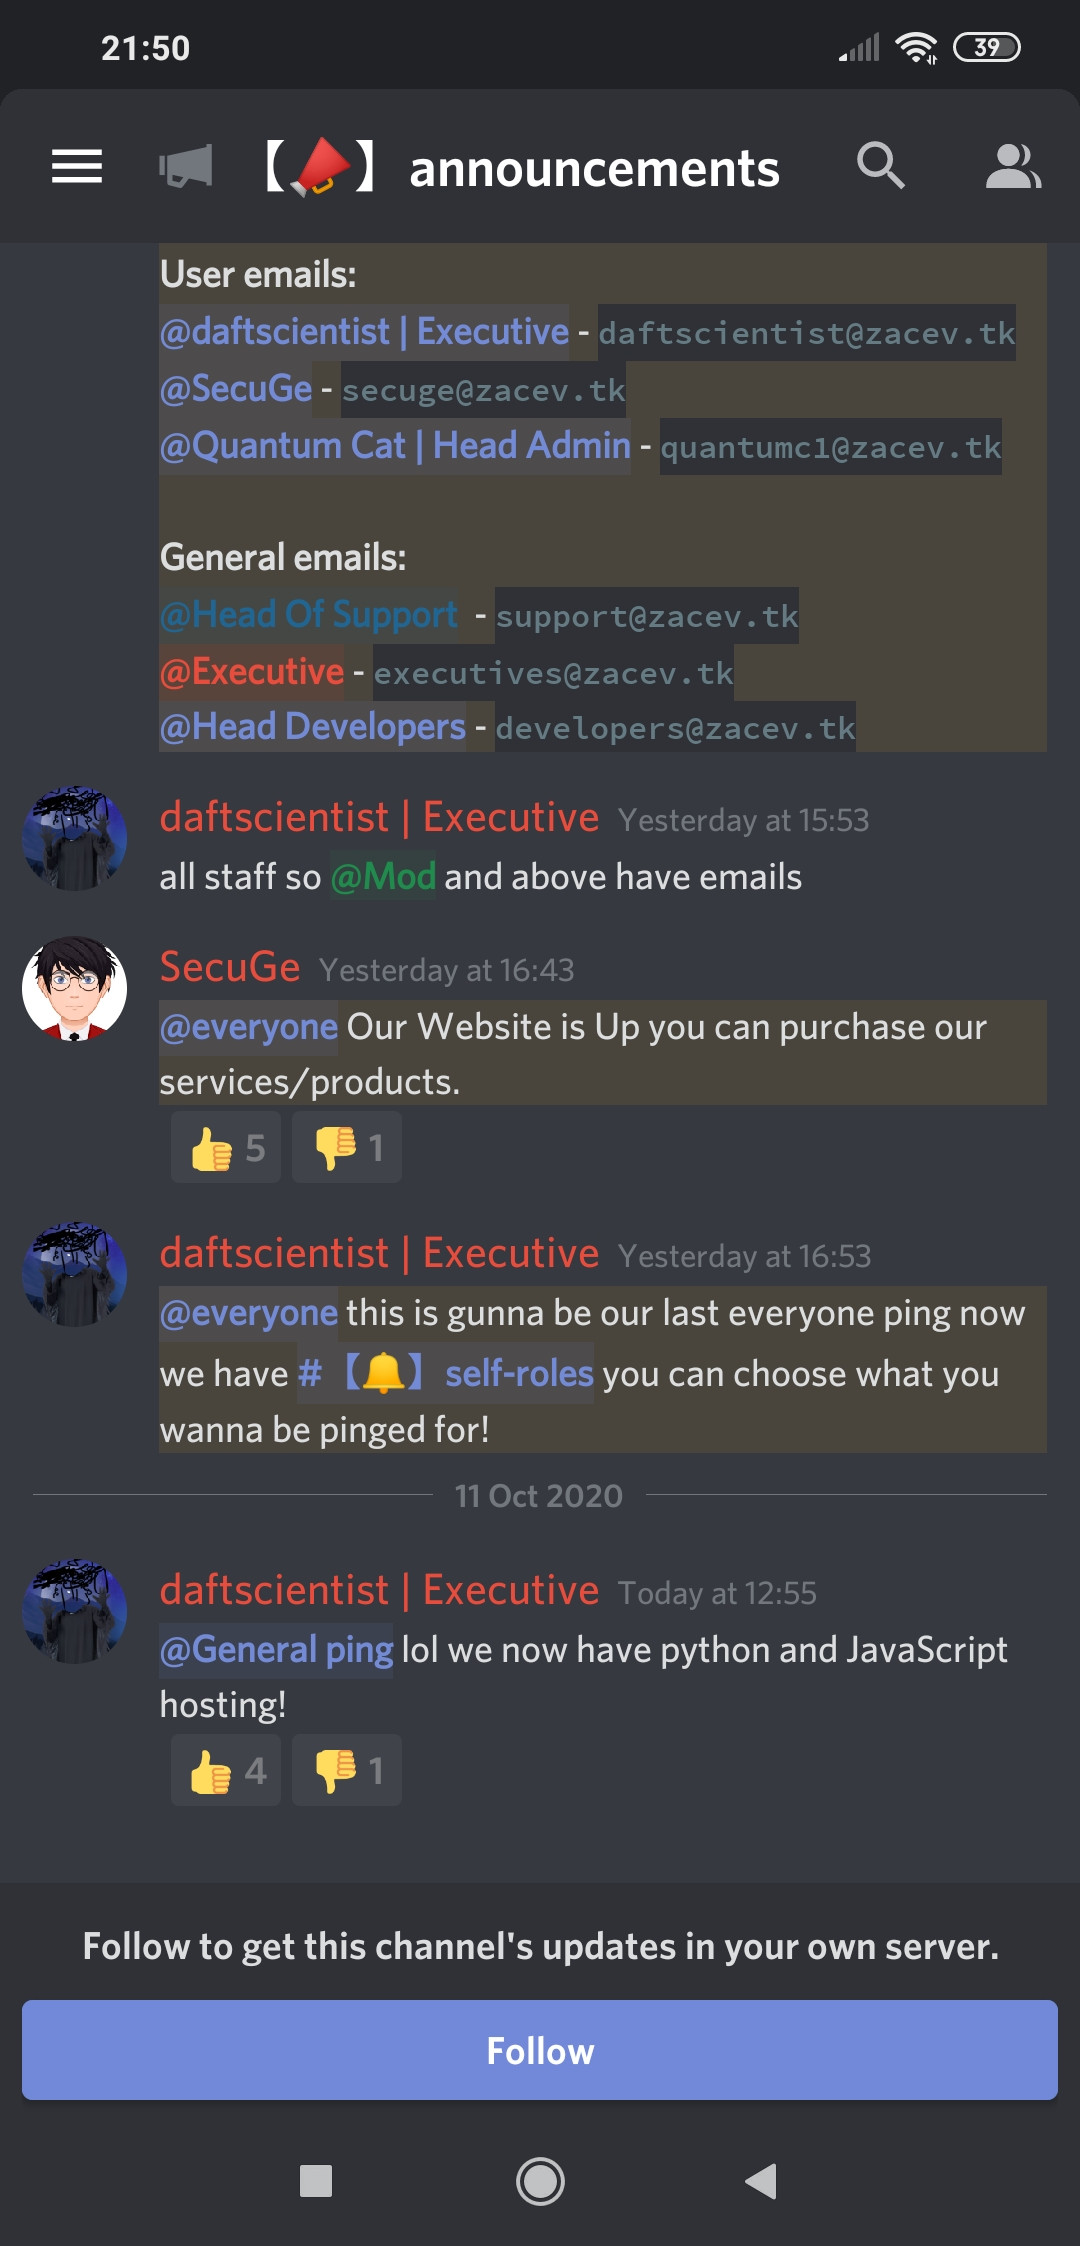 21:50
39
【📣】 announcements
User emails:
@daftscientist | Executive - daftscientist@zacev.tk
@SecuGe - secuge@zacev.tk
@Quantum Cat | Head Admin - quantumc1@zacev.tk
General emails:
@Head Of Support - support@zacev.tk
@Executive - executives@zacev.tk
@Head Developers - developers@zacev.tk
daftscientist | Executive Yesterday at 15:53
all staff so @Mod and above have emails
SecuGe Yesterday at 16:43
@everyone Our Website is Up you can purchase our
services/products.
👍 5 👎 1
daftscientist | Executive Yesterday at 16:53
@everyone this is gunna be our last everyone ping now
we have #【🔔】 self-roles you can choose what you
wanna be pinged for!
11 Oct 2020
daftscientist | Executive Today at 12:55
@General ping lol we now have python and JavaScript
hosting!
👍 4 👎 1
Follow to get this channel's updates in your own server.
Follow